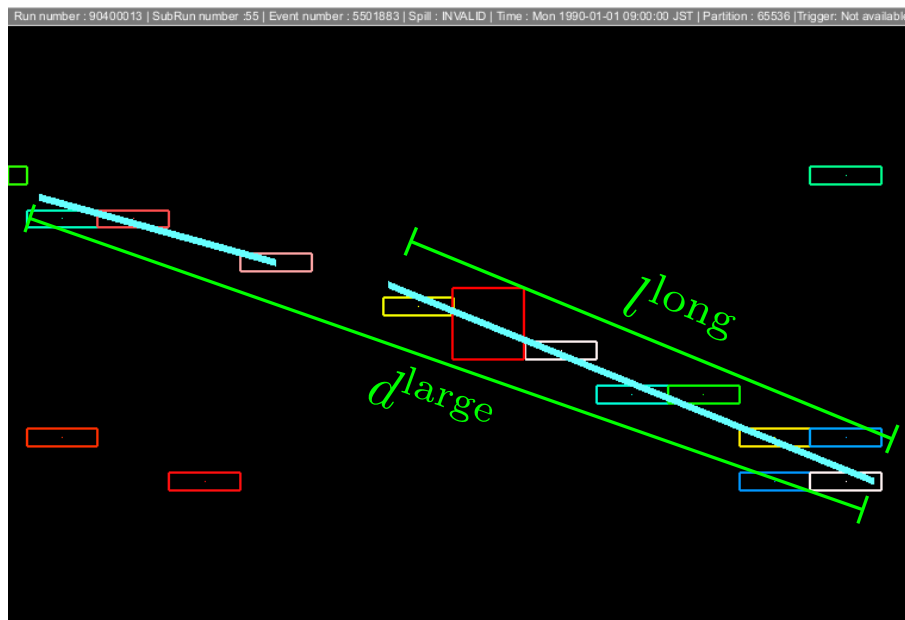 Run number : 90400013 | SubRun number :55 | Event number : 5501883 | Spill : INVALID | Time : Mon 1990-01-01 09:00:00 JST | Partition : 65536 |Trigger: Not available
l^long
d^large